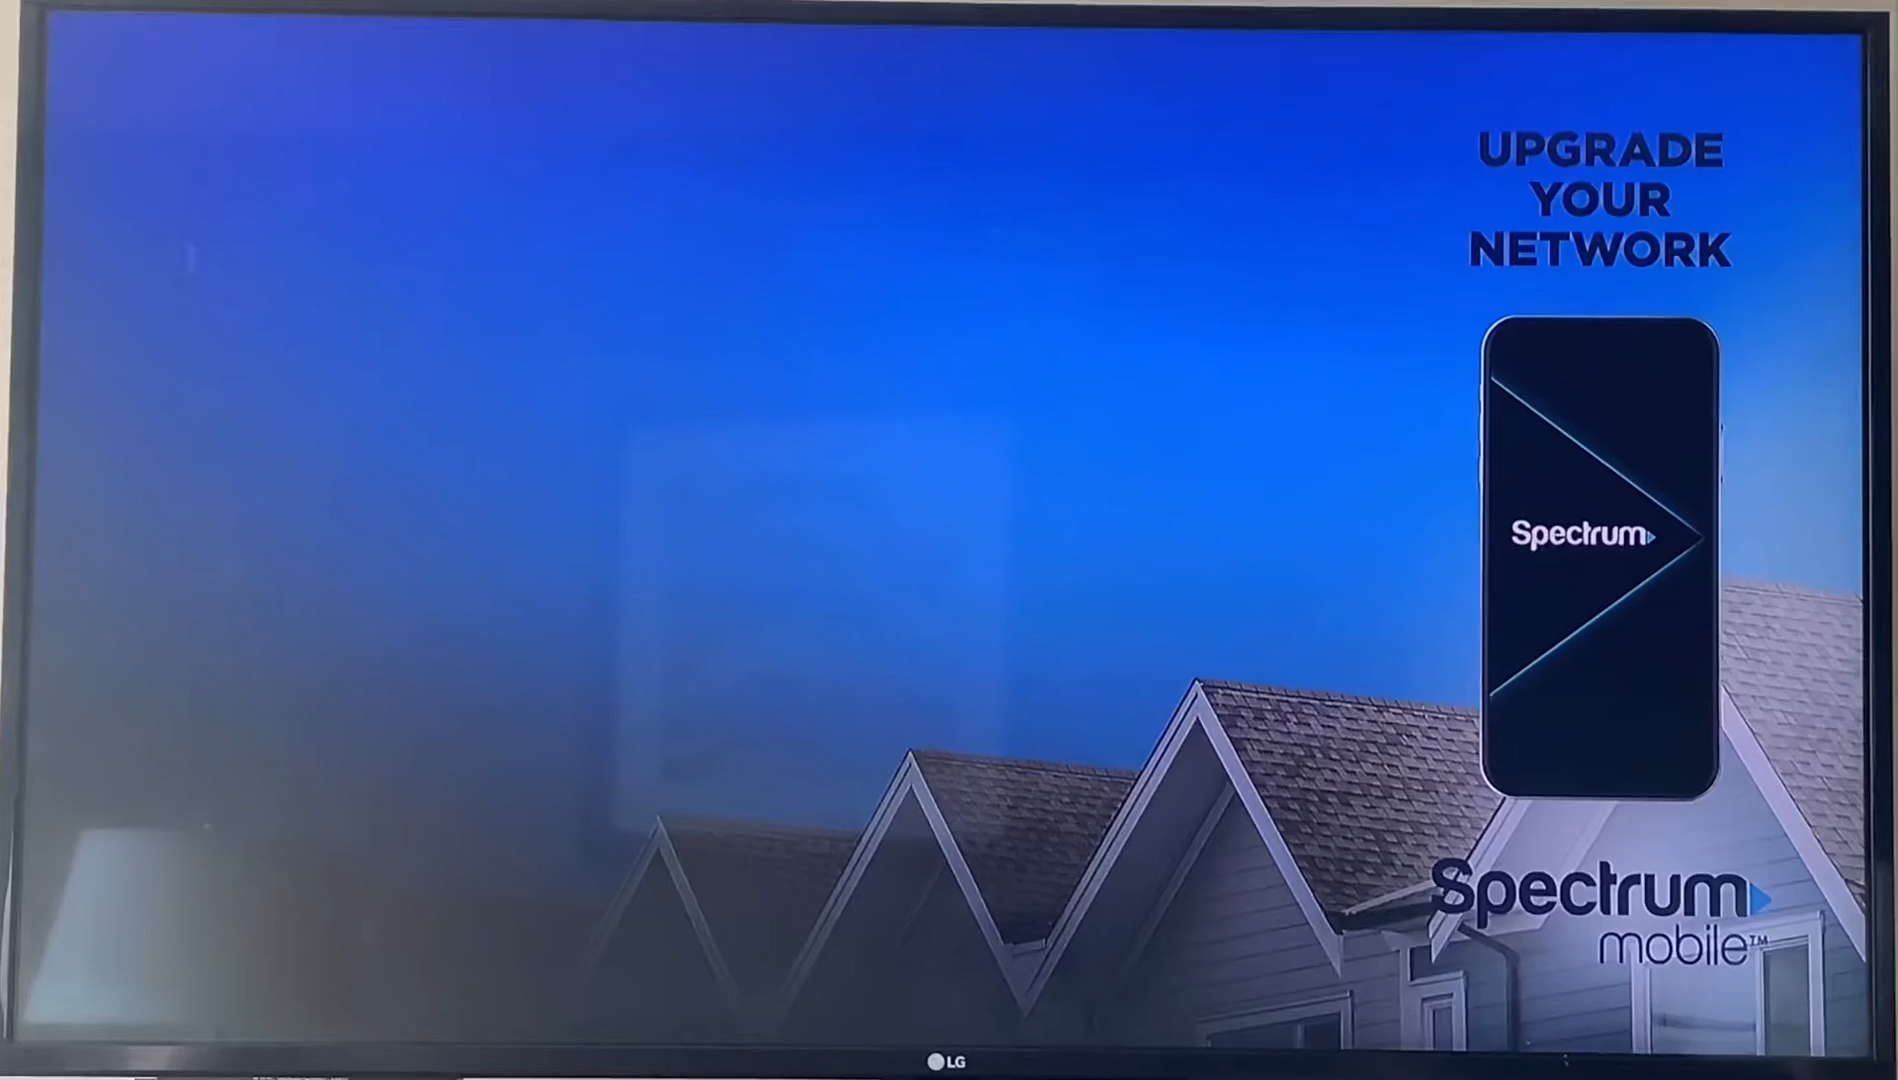 UPGRADE
YOUR
NETWORK
Spectrum
Spectrum
mobile™
LG